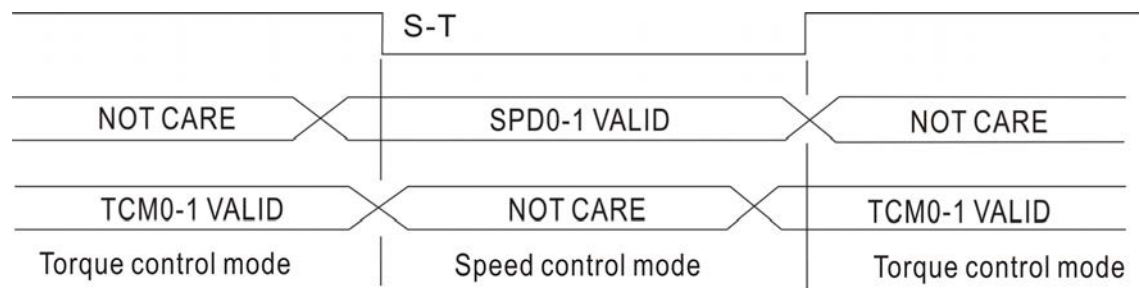 S-T
NOT CARE SPD0-1 VALID NOT CARE
TCM0-1 VALID NOT CARE TCM0-1 VALID
Torque control mode Speed control mode Torque control mode